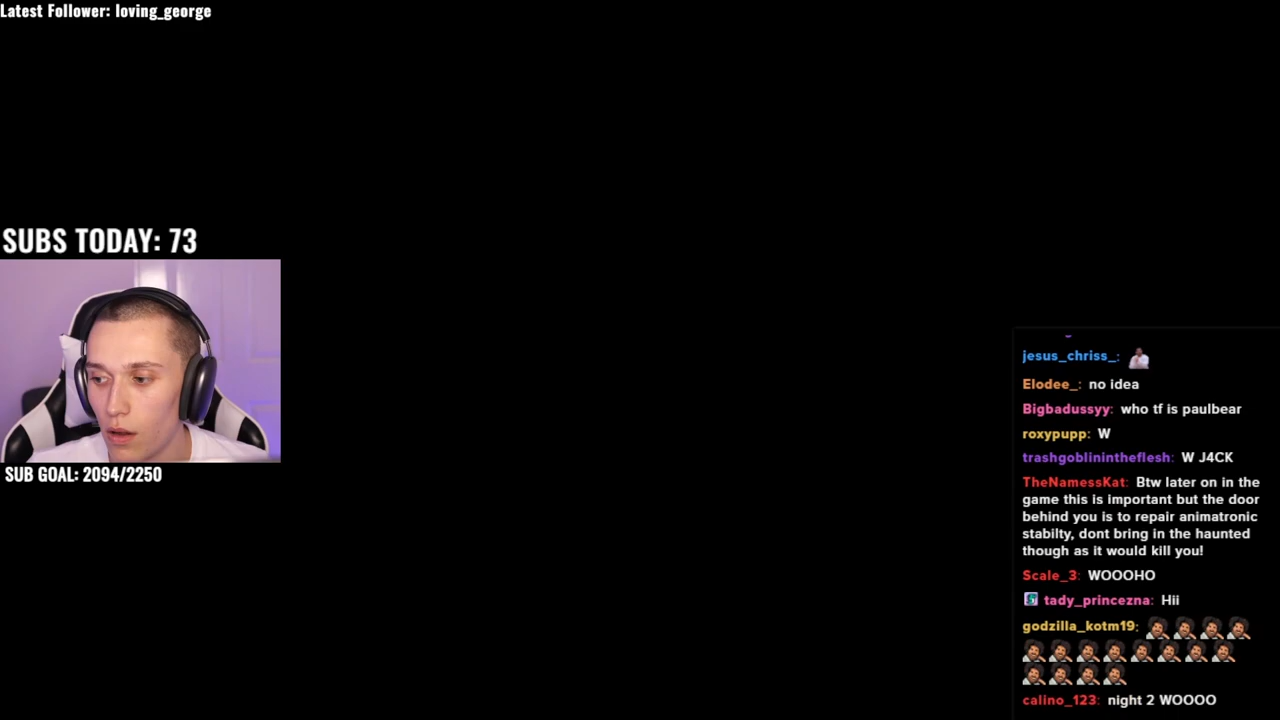 Latest Follower: loving_george
SUBS TODAY: 73
SUB GOAL: 2094/2250
jesus_chriss_:
Elodee_: no idea
Bigbadussyy: who tf is paulbear
roxypupp: W
trashgoblinintheflesh: W J4CK
TheNamessKat: Btw later on in the
game this is important but the door
behind you is to repair animatronic
stabilty, dont bring in the haunted
though as it would kill you!
Scale_3: WOOOHO
tady_princezna: Hii
godzilla_kotm19:
calino_123: night 2 WOOOO